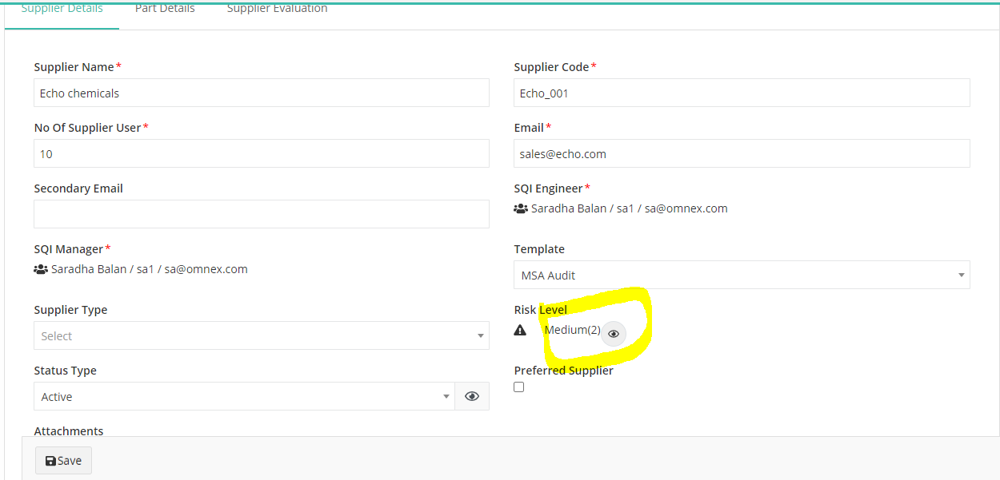 Supplier Details Part Details Supplier Evaluation
Supplier Name* Supplier Code*
Echo chemicals Echo_001
No Of Supplier User* Email*
10 sales@echo.com
Secondary Email SQI Engineer*
Saradha Balan / sa1 / sa@omnex.com
SQI Manager* Template
Saradha Balan / sa1 / sa@omnex.com MSA Audit
Supplier Type Risk Level
Select Medium(2)
Status Type Preferred Supplier
Active
Attachments
Save